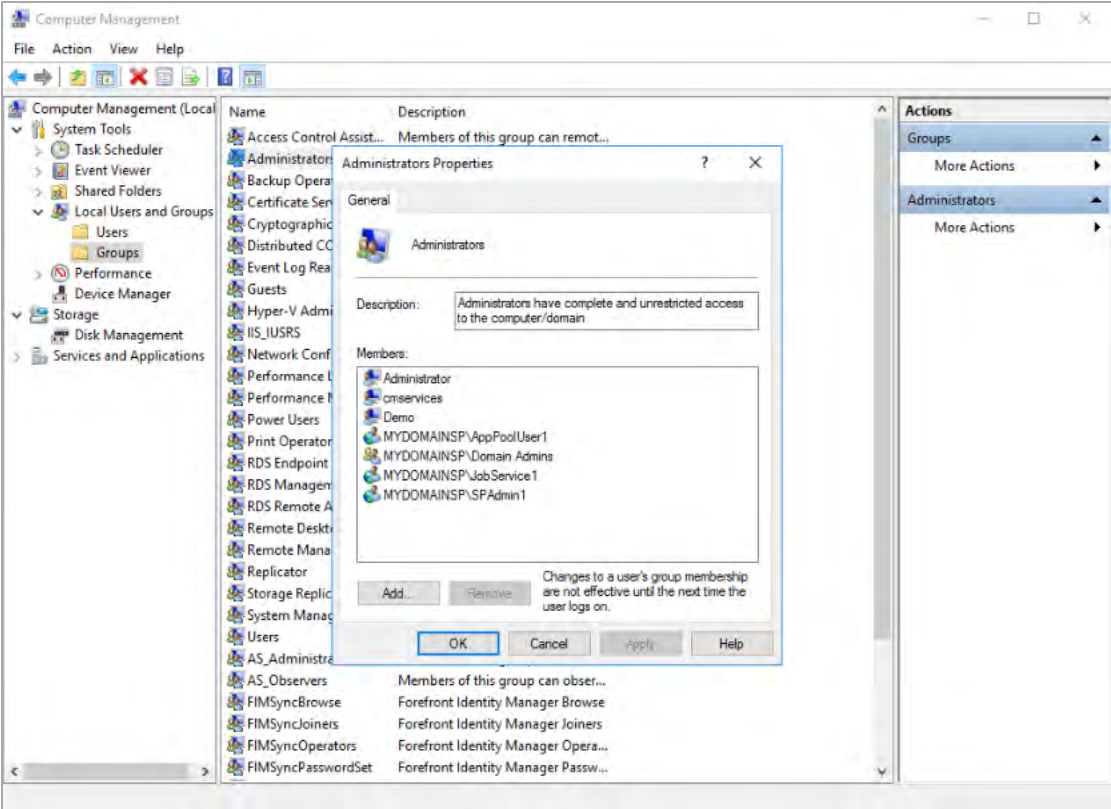 Computer Management
File Action View Help
Computer Management (Local
System Tools
Task Scheduler
Event Viewer
Shared Folders
Local Users and Groups
Users
Groups
Performance
Device Manager
Storage
Disk Management
Services and Applications
Name Description
Access Control Assist... Members of this group can remot...
Administrators
Backup Opera
Certificate Ser
Cryptographic
Distributed CO
Event Log Rea
Guests
Hyper-V Admi
IIS_IUSRS
Network Conf
Performance L
Performance
Power Users
Print Operator
RDS Endpoint
RDS Managem
RDS Remote A
Remote Deskt
Remote Mana
Replicator
Storage Replic
System Manag
Users
AS_Administra
AS_Observers Members of this group can obser...
FIMSyncBrowse Forefront Identity Manager Browse
FIMSyncJoiners Forefront Identity Manager Joiners
FIMSyncOperators Forefront Identity Manager Opera...
FIMSyncPasswordSet Forefront Identity Manager Passw...
Administrators Properties ?
General
Administrators
Description: Administrators have complete and unrestricted access
to the computer/domain
Members:
Administrator
cmservices
Demo
MYDOMAINSP\AppPoolUser1
MYDOMAINSP\Domain Admins
MYDOMAINSP\JobService1
MYDOMAINSP\SPAdmin1
Add... Remove
Changes to a user's group membership
are not effective until the next time the
user logs on.
OK Cancel Apply Help
Actions
Groups
More Actions
Administrators
More Actions